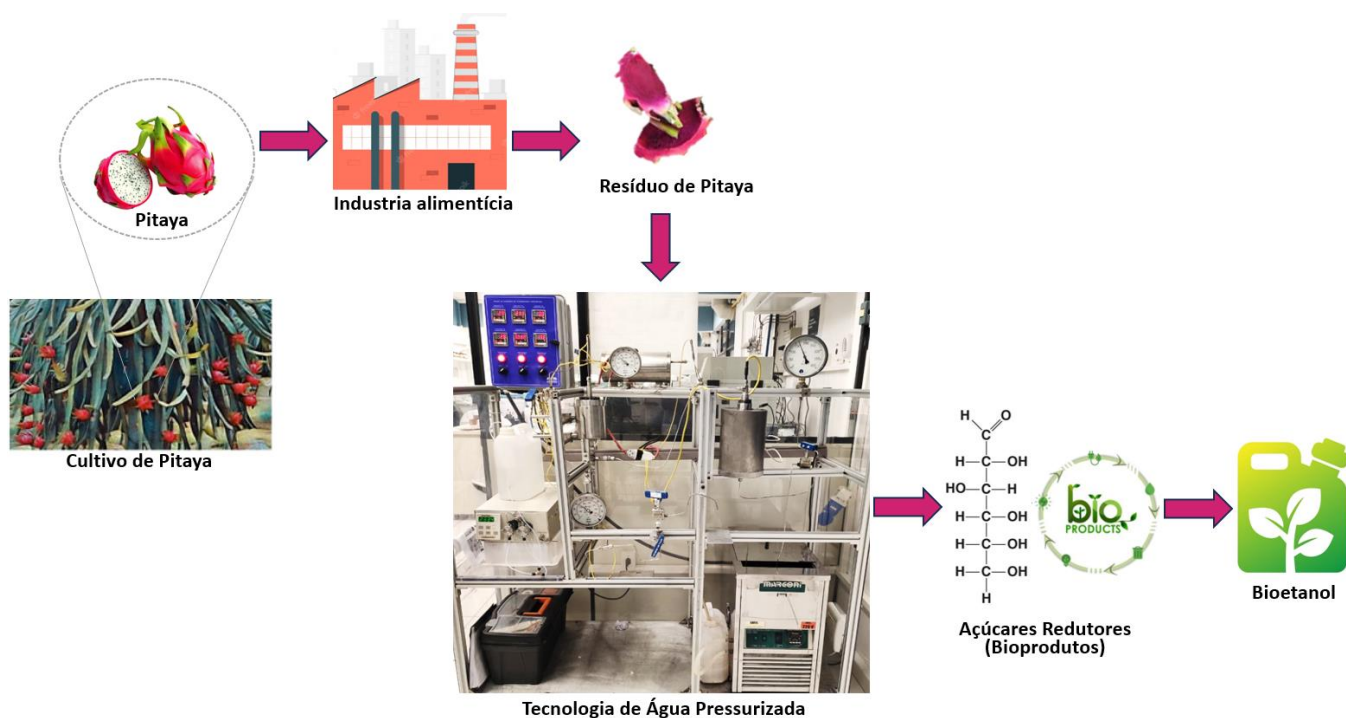 Pitaya
Industria alimentícia
Resíduo de Pitaya
Cultivo de Pitaya
MARCONI
Tecnologia de Água Pressurizada
H
O
C
H—C—OH
HO—C—H
H—C—OH
H—C—OH
H—C—OH
H
bio
PRODUCTS
Açúcares Redutores
(Bioprodutos)
Bioetanol